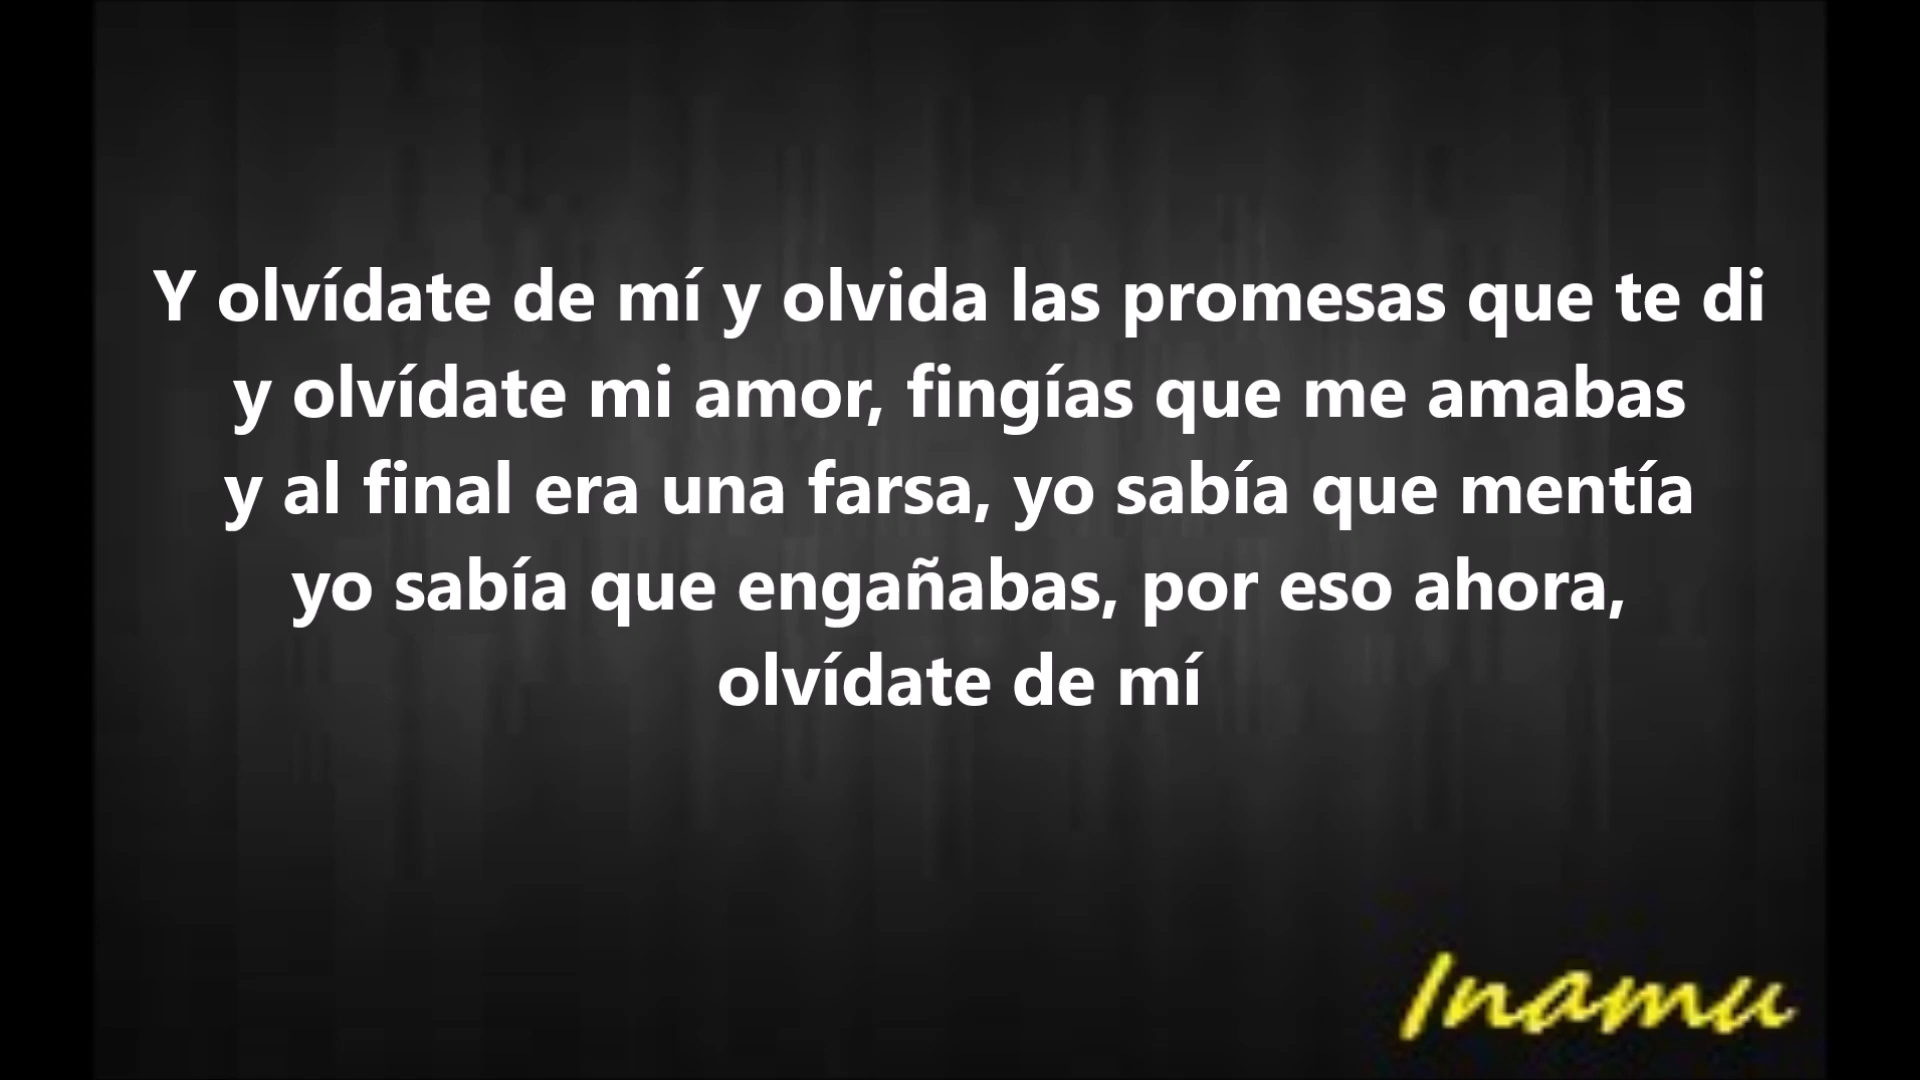 Y olvídate de mí y olvida las promesas que te di
y olvídate mi amor, fingías que me amabas
y al final era una farsa, yo sabía que mentía
yo sabía que engañabas, por eso ahora,
olvídate de mí
Inamu